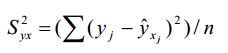 S²_yx = (∑(y_j − ŷ_{x_j})²)/n